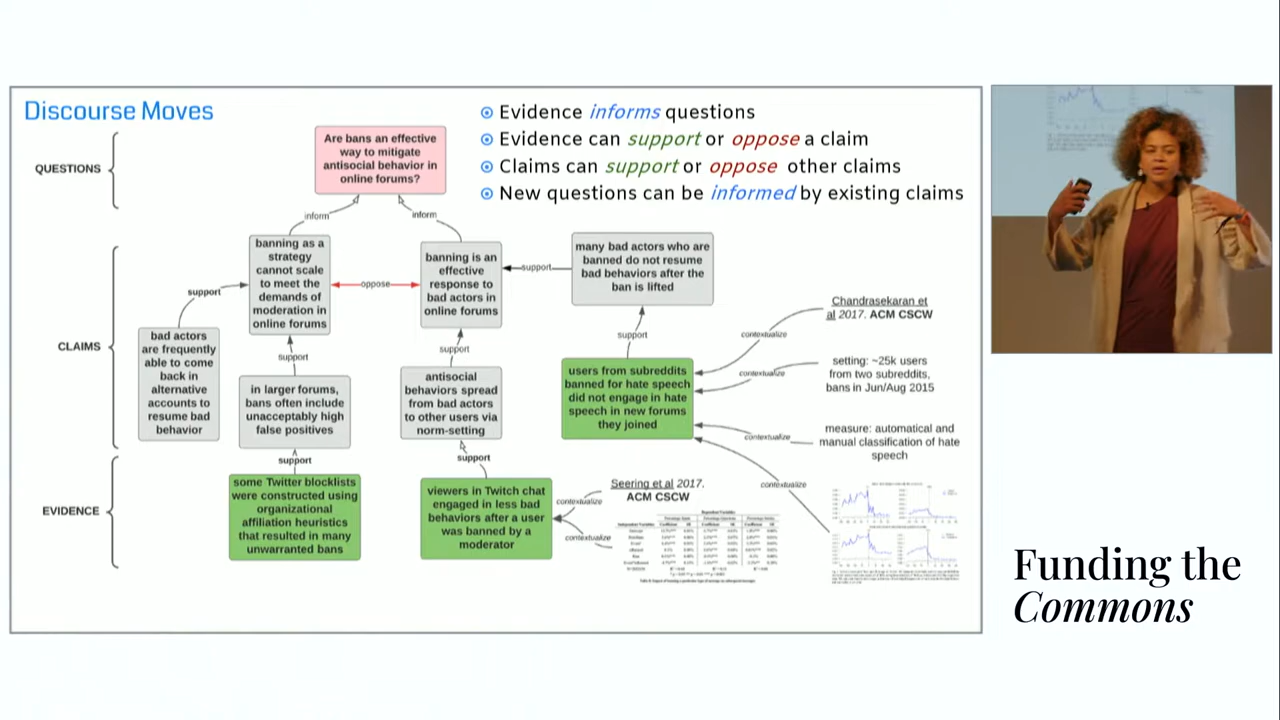 Discourse Moves
Evidence informs questions
Evidence can support or oppose a claim
Claims can support or oppose other claims
New questions can be informed by existing claims
QUESTIONS
Are bans an effective
way to mitigate
antisocial behavior in
online forums?
inform
inform
CLAIMS
banning as a
strategy
cannot scale
to meet the
demands of
moderation in
online forums
oppose
banning is an
effective
response to
bad actors in
online forums
support
many bad actors who are
banned do not resume
bad behaviors after the
ban is lifted
support
bad actors
are frequently
able to come
back in
alternative
accounts to
resume bad
behavior
support
in larger forums,
bans often include
unacceptably high
false positives
support
antisocial
behaviors spread
from bad actors
to other users via
norm-setting
support
users from subreddits
banned for hate speech
did not engage in hate
speech in new forums
they joined
contextualize
Chandrasekaran et
al 2017. ACM CSCW
contextualize
setting: ~25k users
from two subreddits,
bans in Jun/Aug 2015
contextualize
measure: automatical and
manual classification of hate
speech
contextualize
EVIDENCE
support
some Twitter blocklists
were constructed using
organizational
affiliation heuristics
that resulted in many
unwarranted bans
support
viewers in Twitch chat
engaged in less bad
behaviors after a user
was banned by a
moderator
contextualize
Seering et al 2017.
ACM CSCW
contextualize
Funding the
Commons